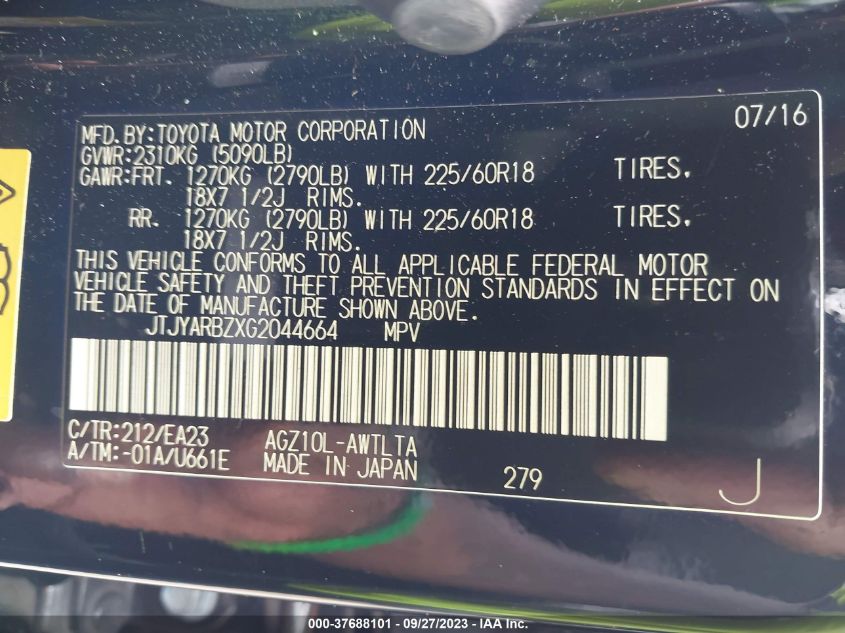 07/16
MFD.BY:TOYOTA MOTOR CORPORATION
GVWR:2310KG (5090LB)
GAWR:FRT. 1270KG (2790LB) WITH 225/60R18 TIRES.
18X7 1/2J RIMS.
RR. 1270KG (2790LB) WITH 225/60R18 TIRES.
18X7 1/2J RIMS.
THIS VEHICLE CONFORMS TO ALL APPLICABLE FEDERAL MOTOR
VEHICLE SAFETY AND THEFT PREVENTION STANDARDS IN EFFECT ON
THE DATE OF MANUFACTURE SHOWN ABOVE.
JTJYARBZXG2044664 MPV
C/TR:212/EA23 AGZ10L-AWTLTA
A/TM:-01A/U661E MADE IN JAPAN 279 J
000-37688101 - 09/27/2023 - IAA Inc.